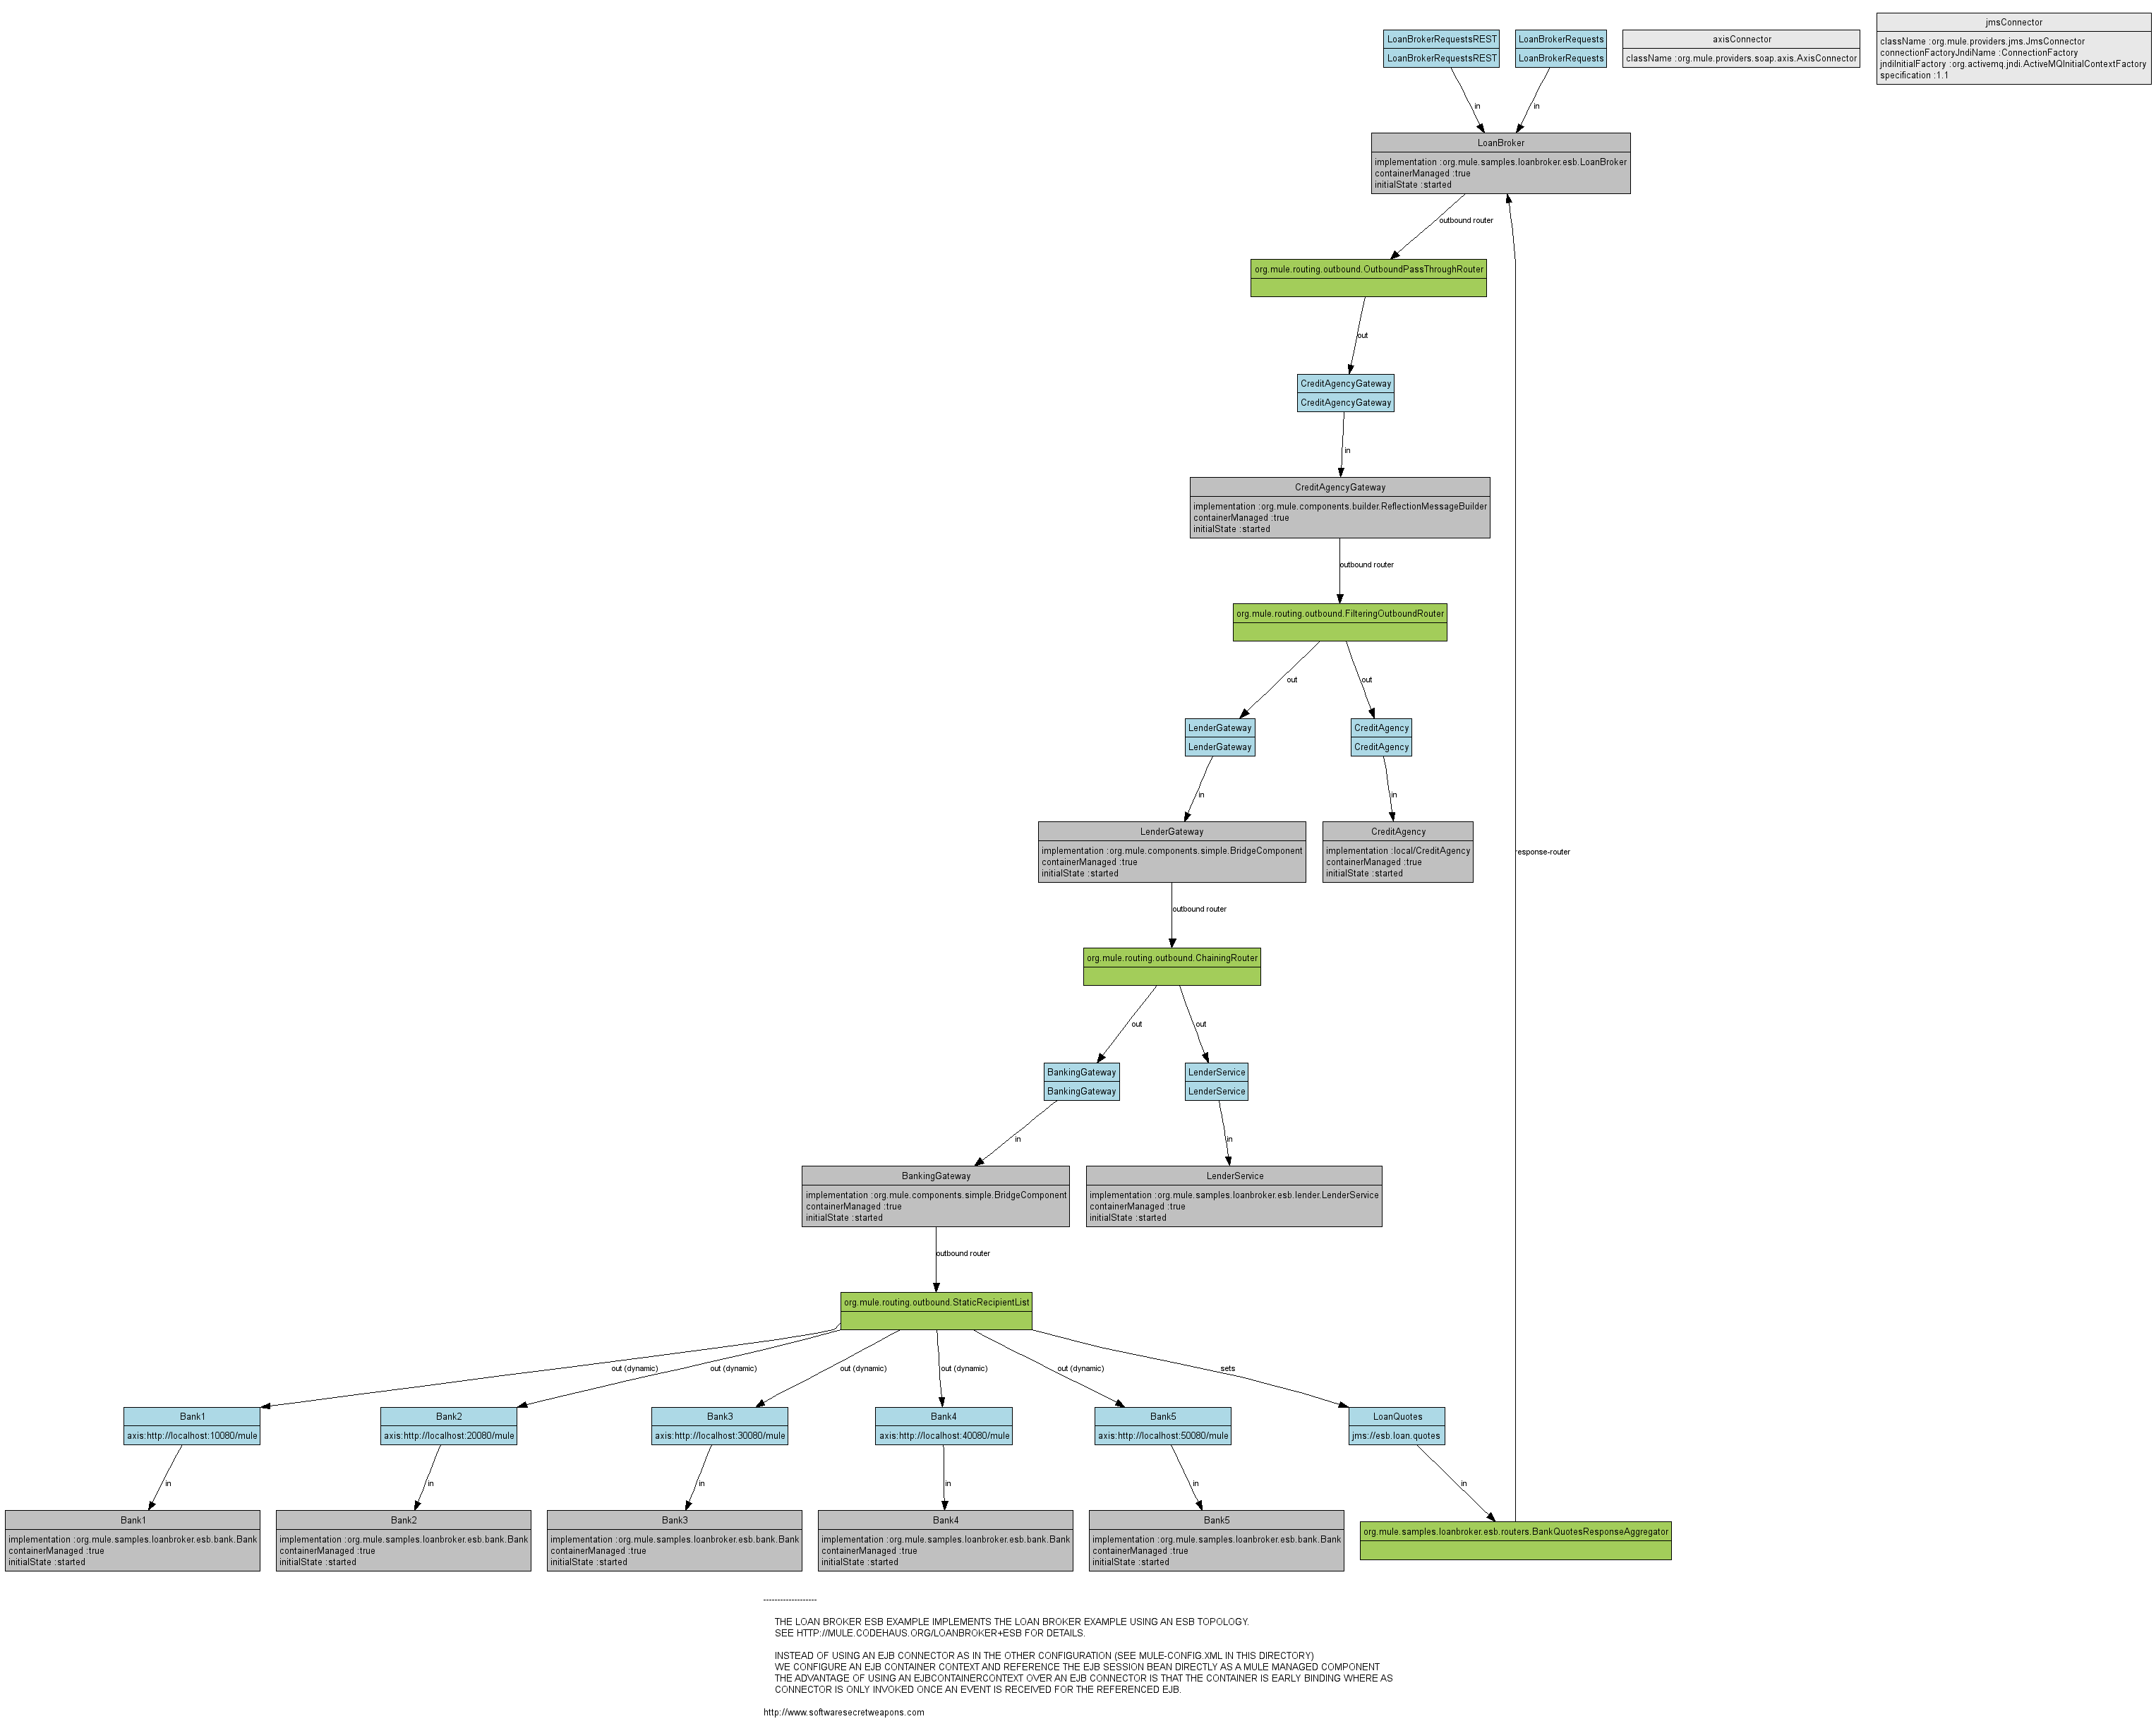 jmsConnector
className :org.mule.providers.jms.JmsConnector
connectionFactoryJndiName :ConnectionFactory
jndiInitialFactory :org.activemq.jndi.ActiveMQInitialContextFactory
specification :1.1
LoanBrokerRequestsREST
LoanBrokerRequestsREST
LoanBrokerRequests
LoanBrokerRequests
axisConnector
className :org.mule.providers.soap.axis.AxisConnector
in
in
LoanBroker
implementation :org.mule.samples.loanbroker.esb.LoanBroker
containerManaged :true
initialState :started
outbound router
org.mule.routing.outbound.OutboundPassThroughRouter
out
CreditAgencyGateway
CreditAgencyGateway
in
CreditAgencyGateway
implementation :org.mule.components.builder.ReflectionMessageBuilder
containerManaged :true
initialState :started
outbound router
org.mule.routing.outbound.FilteringOutboundRouter
out
out
LenderGateway
LenderGateway
CreditAgency
CreditAgency
in
in
LenderGateway
implementation :org.mule.components.simple.BridgeComponent
containerManaged :true
initialState :started
CreditAgency
implementation :local/CreditAgency
containerManaged :true
initialState :started
response-router
outbound router
org.mule.routing.outbound.ChainingRouter
out
out
BankingGateway
BankingGateway
LenderService
LenderService
in
in
BankingGateway
implementation :org.mule.components.simple.BridgeComponent
containerManaged :true
initialState :started
LenderService
implementation :org.mule.samples.loanbroker.esb.lender.LenderService
containerManaged :true
initialState :started
outbound router
org.mule.routing.outbound.StaticRecipientList
out (dynamic)
out (dynamic)
out (dynamic)
out (dynamic)
out (dynamic)
sets
Bank1
axis:http://localhost:10080/mule
Bank2
axis:http://localhost:20080/mule
Bank3
axis:http://localhost:30080/mule
Bank4
axis:http://localhost:40080/mule
Bank5
axis:http://localhost:50080/mule
LoanQuotes
jms://esb.loan.quotes
in
in
in
in
in
in
Bank1
implementation :org.mule.samples.loanbroker.esb.bank.Bank
containerManaged :true
initialState :started
Bank2
implementation :org.mule.samples.loanbroker.esb.bank.Bank
containerManaged :true
initialState :started
Bank3
implementation :org.mule.samples.loanbroker.esb.bank.Bank
containerManaged :true
initialState :started
Bank4
implementation :org.mule.samples.loanbroker.esb.bank.Bank
containerManaged :true
initialState :started
Bank5
implementation :org.mule.samples.loanbroker.esb.bank.Bank
containerManaged :true
initialState :started
org.mule.samples.loanbroker.esb.routers.BankQuotesResponseAggregator
-------------------
THE LOAN BROKER ESB EXAMPLE IMPLEMENTS THE LOAN BROKER EXAMPLE USING AN ESB TOPOLOGY.
SEE HTTP://MULE.CODEHAUS.ORG/LOANBROKER+ESB FOR DETAILS.
INSTEAD OF USING AN EJB CONNECTOR AS IN THE OTHER CONFIGURATION (SEE MULE-CONFIG.XML IN THIS DIRECTORY)
WE CONFIGURE AN EJB CONTAINER CONTEXT AND REFERENCE THE EJB SESSION BEAN DIRECTLY AS A MULE MANAGED COMPONENT
THE ADVANTAGE OF USING AN EJBCONTAINERCONTEXT OVER AN EJB CONNECTOR IS THAT THE CONTAINER IS EARLY BINDING WHERE AS
CONNECTOR IS ONLY INVOKED ONCE AN EVENT IS RECEIVED FOR THE REFERENCED EJB.
http://www.softwaresecretweapons.com